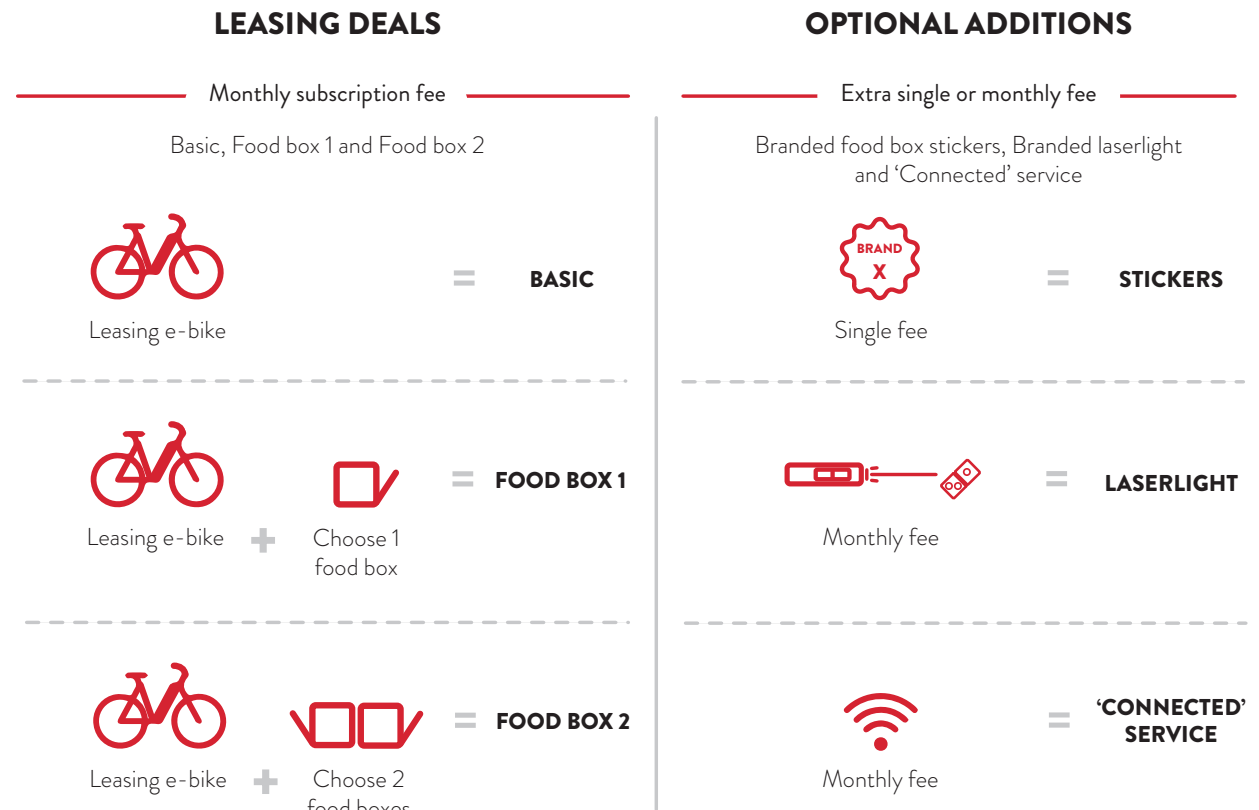 LEASING DEALS
Monthly subscription fee
Basic, Food box 1 and Food box 2
Leasing e-bike
=
BASIC
Leasing e-bike
+
Choose 1
food box
=
FOOD BOX 1
Leasing e-bike
+
Choose 2
food boxes
=
FOOD BOX 2
OPTIONAL ADDITIONS
Extra single or monthly fee
Branded food box stickers, Branded laserlight
and ‘Connected’ service
BRAND
X
Single fee
=
STICKERS
Monthly fee
=
LASERLIGHT
Monthly fee
=
‘CONNECTED’
SERVICE